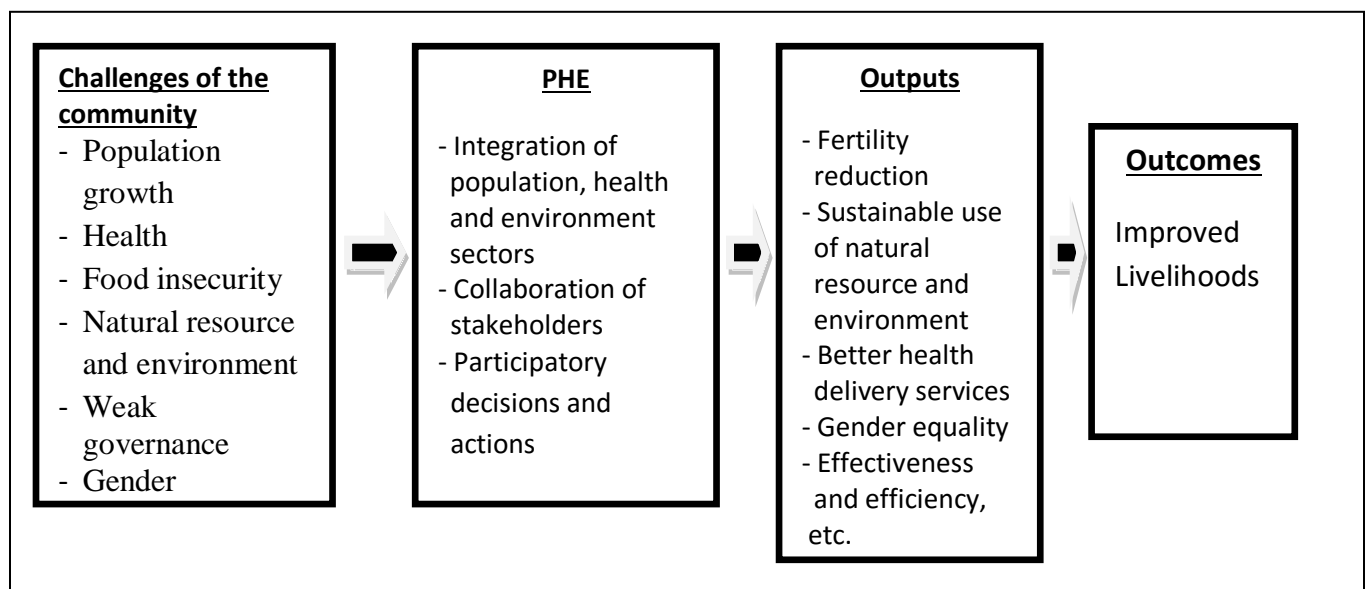 Challenges of the
community
- Population
growth
- Health
- Food insecurity
- Natural resource
and environment
- Weak
governance
- Gender
PHE
- Integration of
population, health
and environment
sectors
- Collaboration of
stakeholders
- Participatory
decisions and
actions
Outputs
- Fertility
reduction
- Sustainable use
of natural
resource and
environment
- Better health
delivery services
- Gender equality
- Effectiveness
and efficiency,
etc.
Outcomes
Improved
Livelihoods